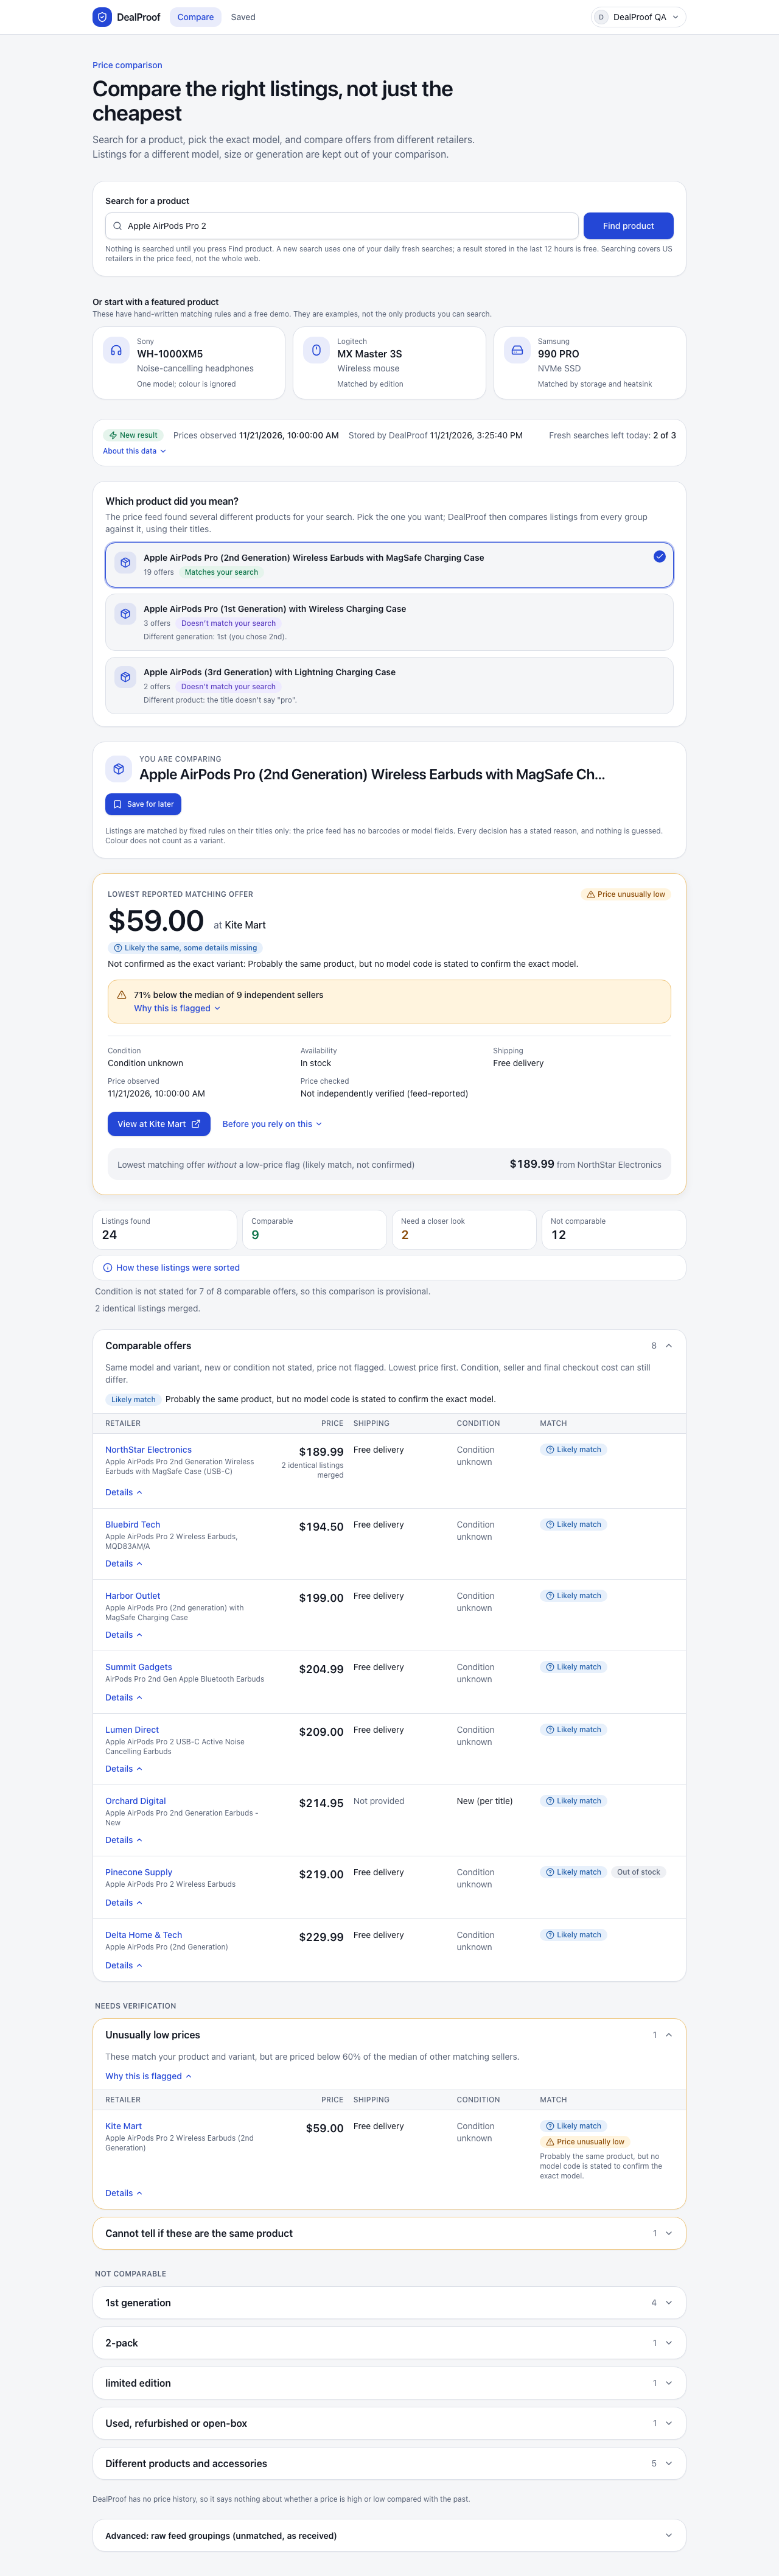 DealProof
Compare
Saved
D
DealProof QA
Price comparison
Compare the right listings, not just the
cheapest
Search for a product, pick the exact model, and compare offers from different retailers.
Listings for a different model, size or generation are kept out of your comparison.
Search for a product
Apple AirPods Pro 2
Find product
Nothing is searched until you press Find product. A new search uses one of your daily fresh searches; a result stored in the last 12 hours is free. Searching covers US
retailers in the price feed, not the whole web.
Or start with a featured product
These have hand-written matching rules and a free demo. They are examples, not the only products you can search.
Sony
WH-1000XM5
Noise-cancelling headphones
One model; colour is ignored
Logitech
MX Master 3S
Wireless mouse
Matched by edition
Samsung
990 PRO
NVMe SSD
Matched by storage and heatsink
New result
Prices observed 11/21/2026, 10:00:00 AM
Stored by DealProof 11/21/2026, 3:25:40 PM
Fresh searches left today: 2 of 3
About this data
Which product did you mean?
The price feed found several different products for your search. Pick the one you want; DealProof then compares listings from every group
against it, using their titles.
Apple AirPods Pro (2nd Generation) Wireless Earbuds with MagSafe Charging Case
19 offers
Matches your search
Apple AirPods Pro (1st Generation) with Wireless Charging Case
3 offers
Doesn't match your search
Different generation: 1st (you chose 2nd).
Apple AirPods (3rd Generation) with Lightning Charging Case
2 offers
Doesn't match your search
Different product: the title doesn't say "pro".
YOU ARE COMPARING
Apple AirPods Pro (2nd Generation) Wireless Earbuds with MagSafe Ch...
Save for later
Listings are matched by fixed rules on their titles only: the price feed has no barcodes or model fields. Every decision has a stated reason, and nothing is guessed.
Colour does not count as a variant.
LOWEST REPORTED MATCHING OFFER
Price unusually low
$59.00 at Kite Mart
Likely the same, some details missing
Not confirmed as the exact variant: Probably the same product, but no model code is stated to confirm the exact model.
71% below the median of 9 independent sellers
Why this is flagged
Condition
Condition unknown
Availability
In stock
Shipping
Free delivery
Price observed
11/21/2026, 10:00:00 AM
Price checked
Not independently verified (feed-reported)
View at Kite Mart
Before you rely on this
Lowest matching offer without a low-price flag (likely match, not confirmed)
$189.99 from NorthStar Electronics
Listings found
24
Comparable
9
Need a closer look
2
Not comparable
12
How these listings were sorted
Condition is not stated for 7 of 8 comparable offers, so this comparison is provisional.
2 identical listings merged.
Comparable offers
8
Same model and variant, new or condition not stated, price not flagged. Lowest price first. Condition, seller and final checkout cost can still
differ.
Likely match
Probably the same product, but no model code is stated to confirm the exact model.
RETAILER
PRICE
SHIPPING
CONDITION
MATCH
NorthStar Electronics
Apple AirPods Pro 2nd Generation Wireless
Earbuds with MagSafe Case (USB-C)
$189.99
2 identical listings
merged
Free delivery
Condition
unknown
Likely match
Details
Bluebird Tech
Apple AirPods Pro 2 Wireless Earbuds,
MQD83AM/A
$194.50
Free delivery
Condition
unknown
Likely match
Details
Harbor Outlet
Apple AirPods Pro (2nd generation) with
MagSafe Charging Case
$199.00
Free delivery
Condition
unknown
Likely match
Details
Summit Gadgets
AirPods Pro 2nd Gen Apple Bluetooth Earbuds
$204.99
Free delivery
Condition
unknown
Likely match
Details
Lumen Direct
Apple AirPods Pro 2 USB-C Active Noise
Cancelling Earbuds
$209.00
Free delivery
Condition
unknown
Likely match
Details
Orchard Digital
Apple AirPods Pro 2nd Generation Earbuds -
New
$214.95
Not provided
New (per title)
Likely match
Details
Pinecone Supply
Apple AirPods Pro 2 Wireless Earbuds
$219.00
Free delivery
Condition
unknown
Likely match
Out of stock
Details
Delta Home & Tech
Apple AirPods Pro (2nd Generation)
$229.99
Free delivery
Condition
unknown
Likely match
Details
NEEDS VERIFICATION
Unusually low prices
1
These match your product and variant, but are priced below 60% of the median of other matching sellers.
Why this is flagged
RETAILER
PRICE
SHIPPING
CONDITION
MATCH
Kite Mart
Apple AirPods Pro 2 Wireless Earbuds (2nd
Generation)
$59.00
Free delivery
Condition
unknown
Likely match
Price unusually low
Probably the same product, but no
model code is stated to confirm the
exact model.
Details
Cannot tell if these are the same product
1
NOT COMPARABLE
1st generation
4
2-pack
1
limited edition
1
Used, refurbished or open-box
1
Different products and accessories
5
DealProof has no price history, so it says nothing about whether a price is high or low compared with the past.
Advanced: raw feed groupings (unmatched, as received)